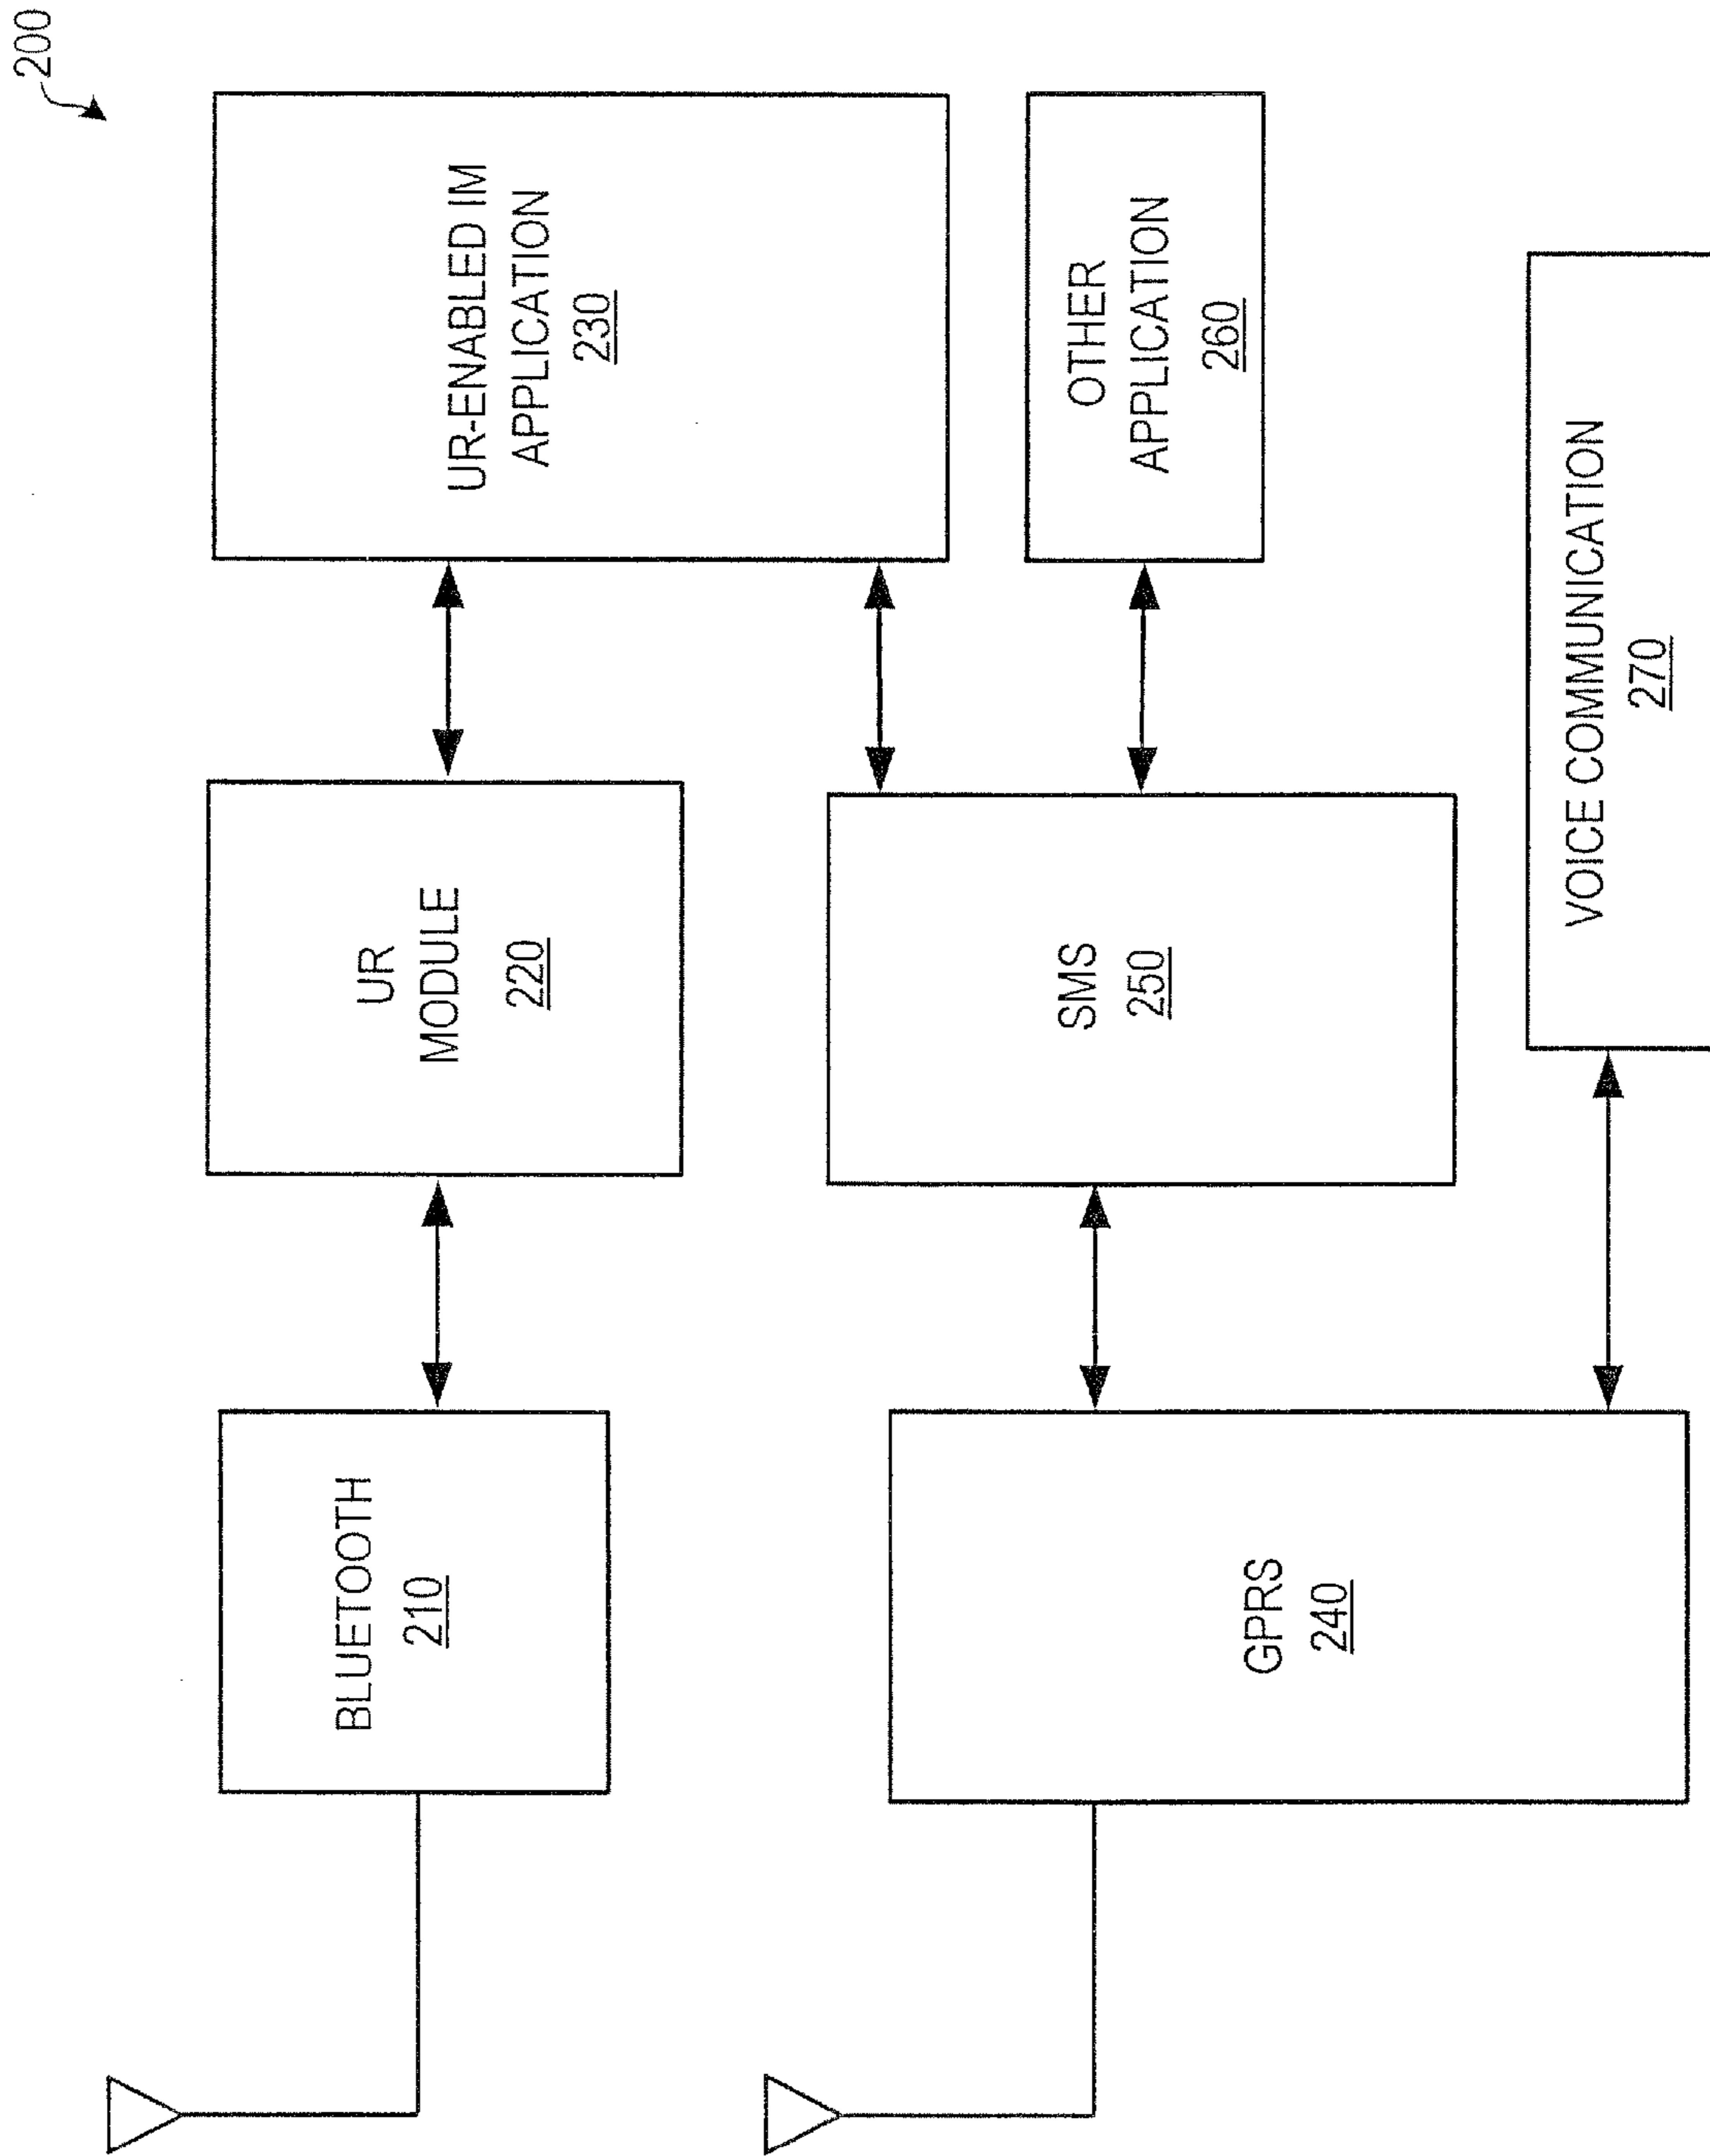 200
BLUETOOTH
210
UR
MODULE
220
UR-ENABLED IM
APPLICATION
230
GPRS
240
SMS
250
OTHER
APPLICATION
260
VOICE COMMUNICATION
270